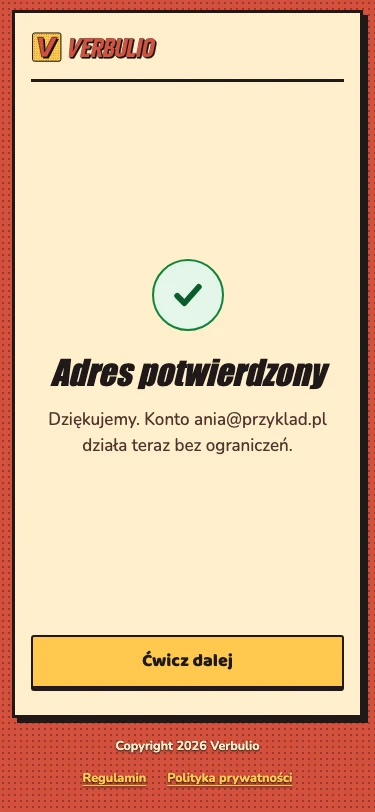 V VERBULIO
Adres potwierdzony
Dziękujemy. Konto ania@przyklad.pl
działa teraz bez ograniczeń.
Ćwicz dalej
Copyright 2026 Verbulio
Regulamin Polityka prywatności